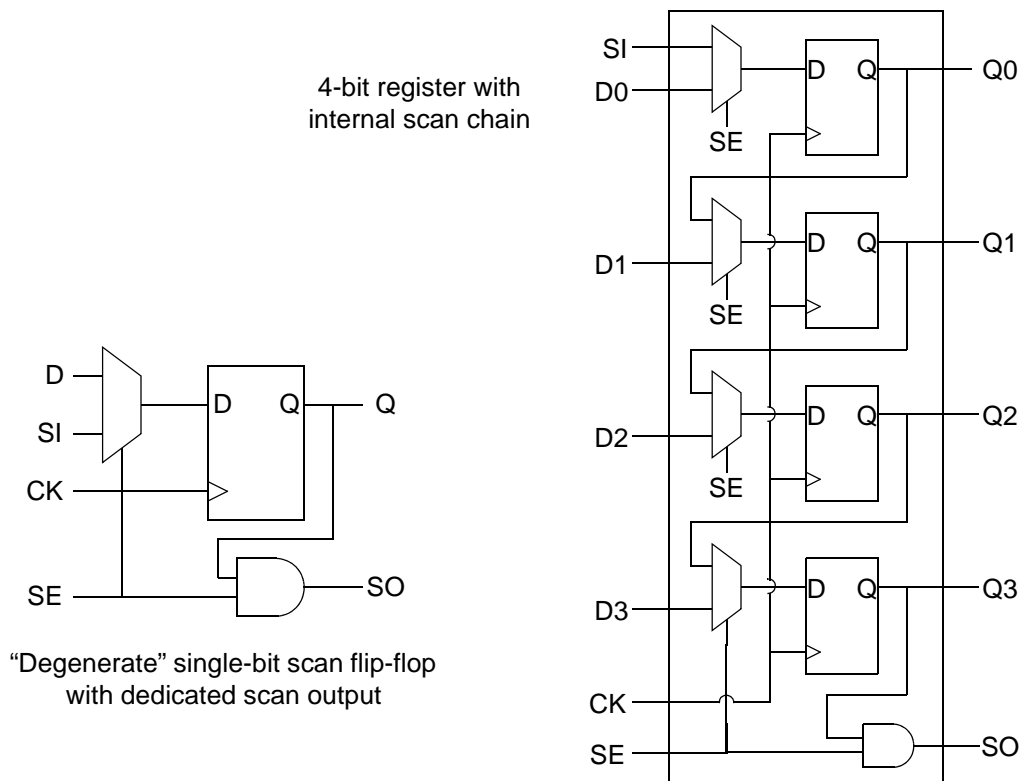 4-bit register with
internal scan chain
SI
D0
SE
D Q
Q0
D1
SE
D Q
Q1
D2
SE
D Q
Q2
D3
D Q
Q3
CK
SE
SO
D
SI
CK
SE
D Q
Q
SO
“Degenerate” single-bit scan flip-flop
with dedicated scan output